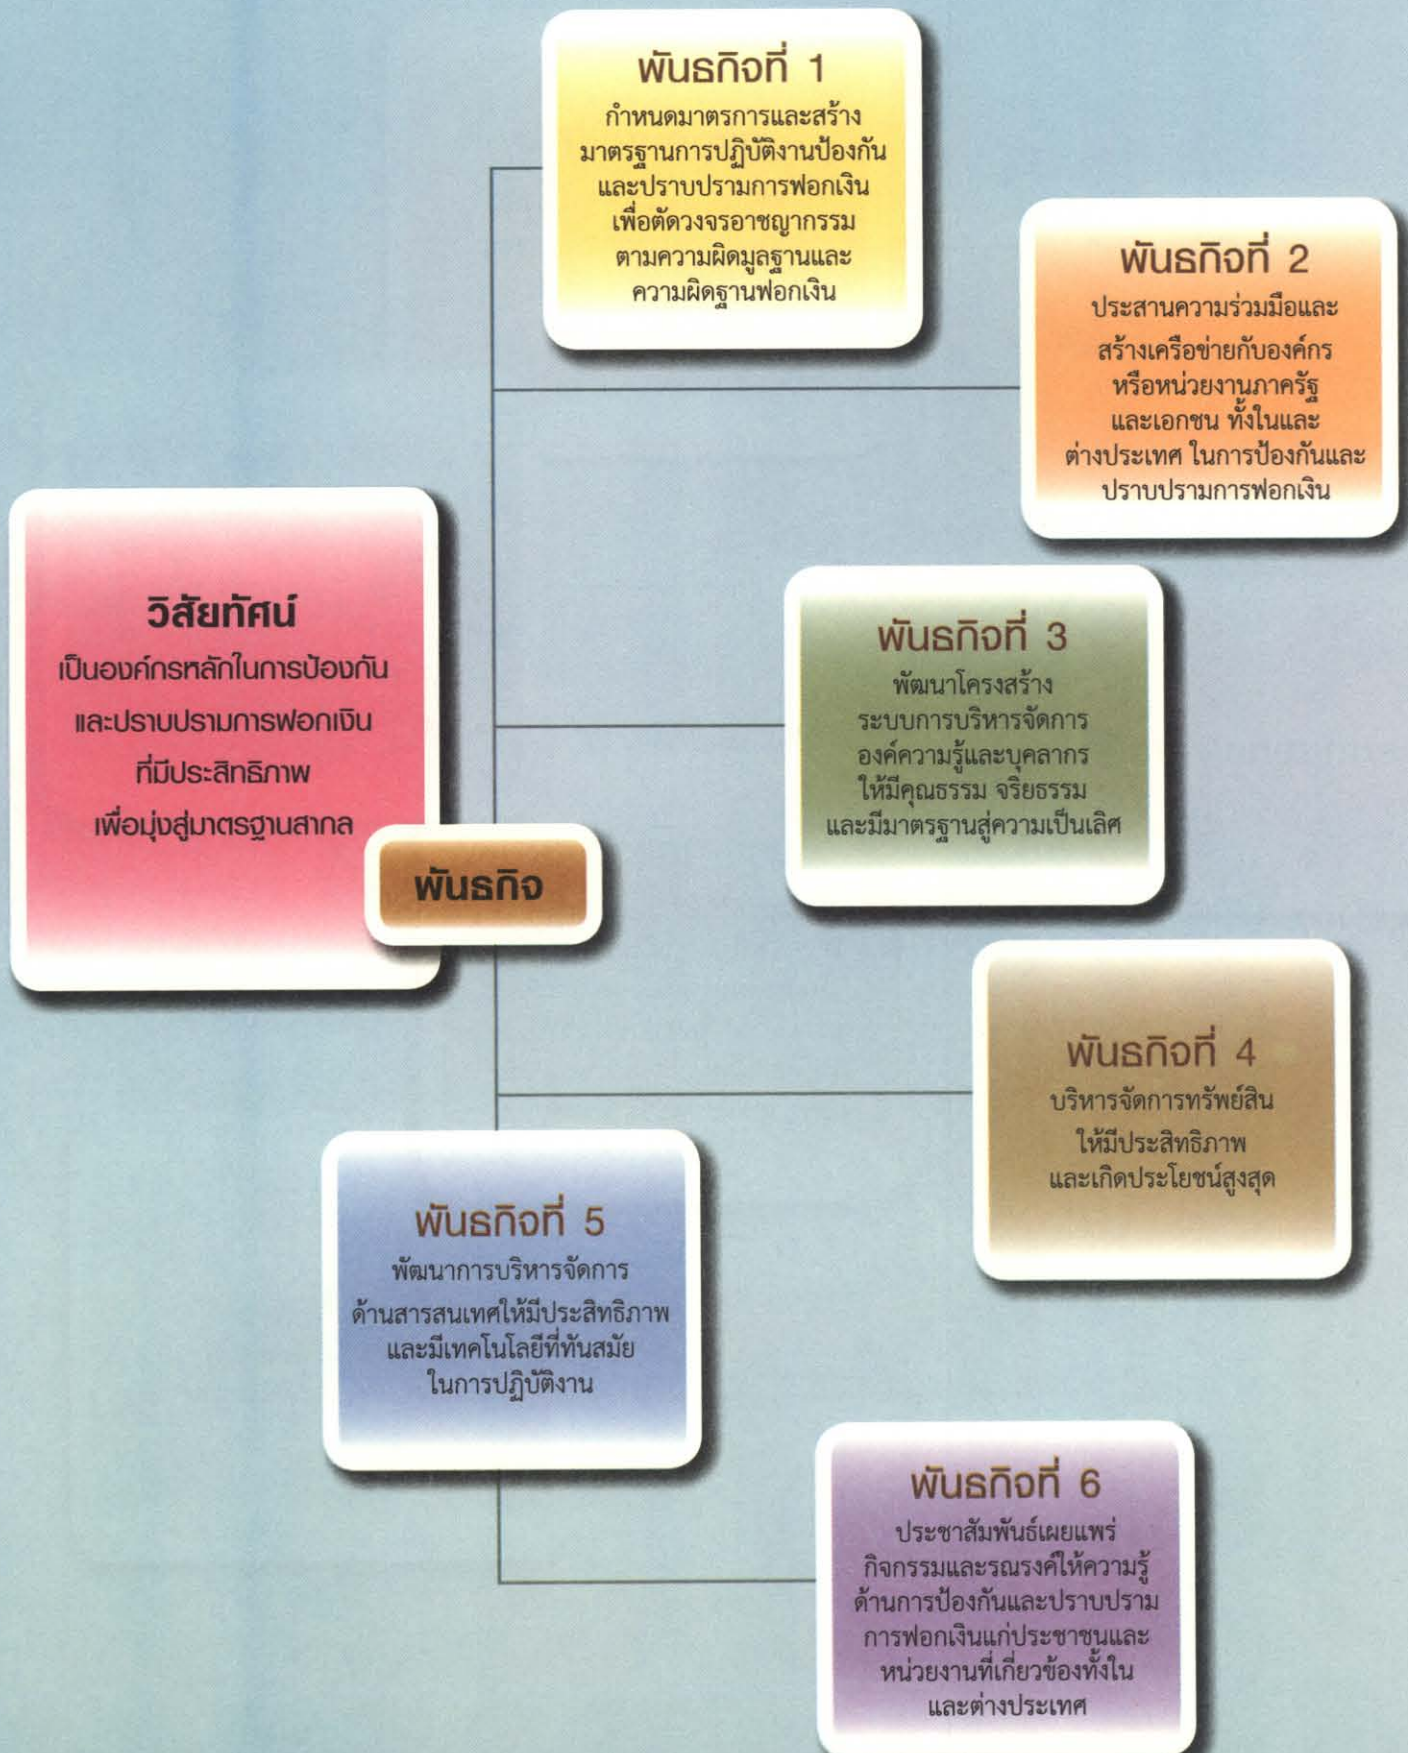 พันธกิจที่ 1
กำหนดมาตรการและสร้าง
มาตรฐานการปฏิบัติงานป้องกัน
และปราบปรามการฟอกเงิน
เพื่อตัดวงจรอาชญากรรม
ตามความผิดมูลฐานและ
ความผิดฐานฟอกเงิน
พันธกิจที่ 2
ประสานความร่วมมือและ
สร้างเครือข่ายกับองค์กร
หรือหน่วยงานภาครัฐ
และเอกชน ทั้งในและ
ต่างประเทศ ในการป้องกันและ
ปราบปรามการฟอกเงิน
วิสัยทัศน์
เป็นองค์กรหลักในการป้องกัน
และปราบปรามการฟอกเงิน
ที่มีประสิทธิภาพ
เพื่อมุ่งสู่มาตรฐานสากล
พันธกิจ
พันธกิจที่ 3
พัฒนาโครงสร้าง
ระบบการบริหารจัดการ
องค์ความรู้และบุคลากร
ให้มีคุณธรรม จริยธรรม
และมีมาตรฐานสู่ความเป็นเลิศ
พันธกิจที่ 4
บริหารจัดการทรัพย์สิน
ให้มีประสิทธิภาพ
และเกิดประโยชน์สูงสุด
พันธกิจที่ 5
พัฒนาการบริหารจัดการ
ด้านสารสนเทศให้มีประสิทธิภาพ
และมีเทคโนโลยีที่ทันสมัย
ในการปฏิบัติงาน
พันธกิจที่ 6
ประชาสัมพันธ์เผยแพร่
กิจกรรมและรณรงค์ให้ความรู้
ด้านการป้องกันและปราบปราม
การฟอกเงินแก่ประชาชนและ
หน่วยงานที่เกี่ยวข้องทั้งใน
และต่างประเทศ